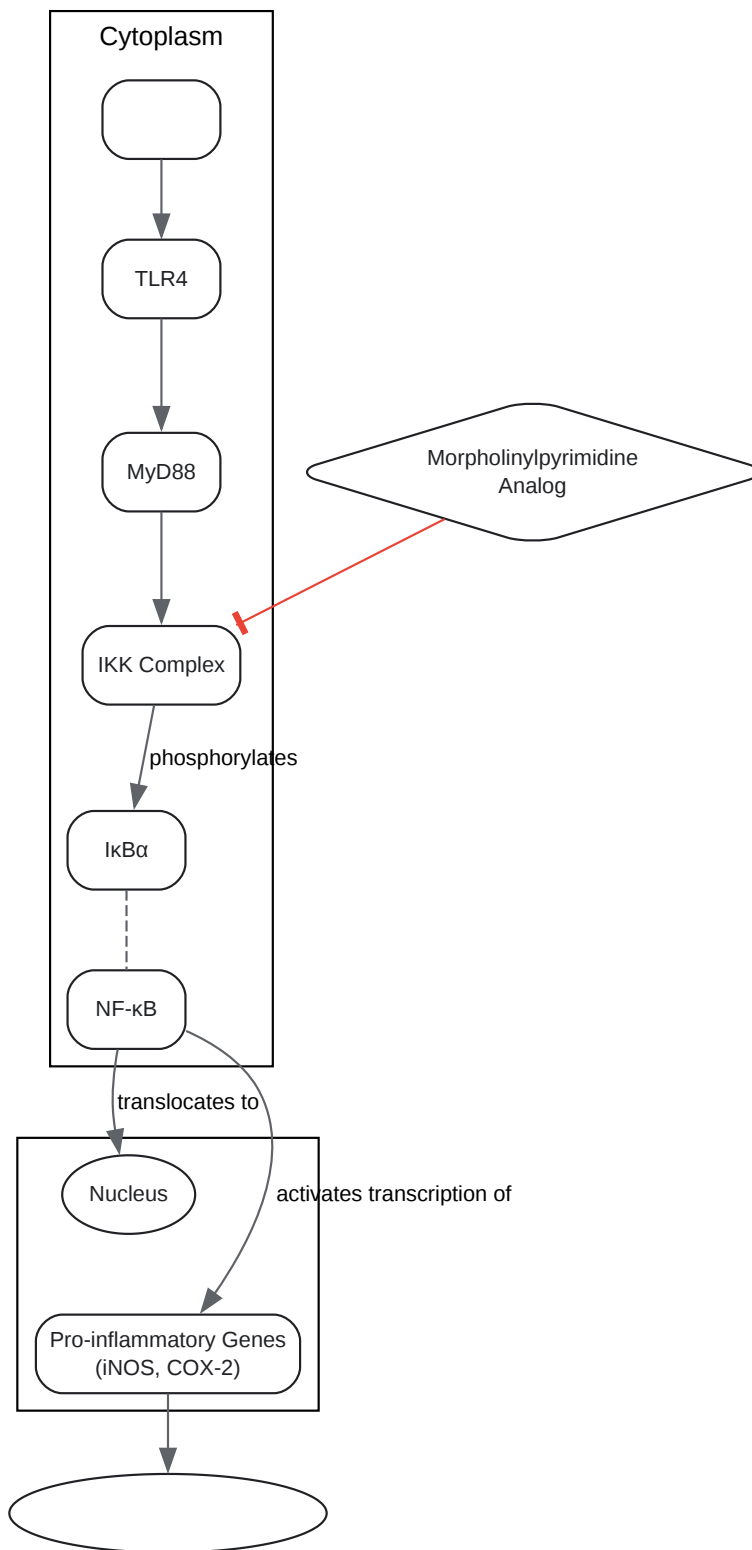 Cytoplasm
TLR4
MyD88
Morpholinylpyrimidine
Analog
IKK Complex
phosphorylates
IκBα
NF-κB
translocates to
Nucleus
activates transcription of
Pro-inflammatory Genes
(iNOS, COX-2)